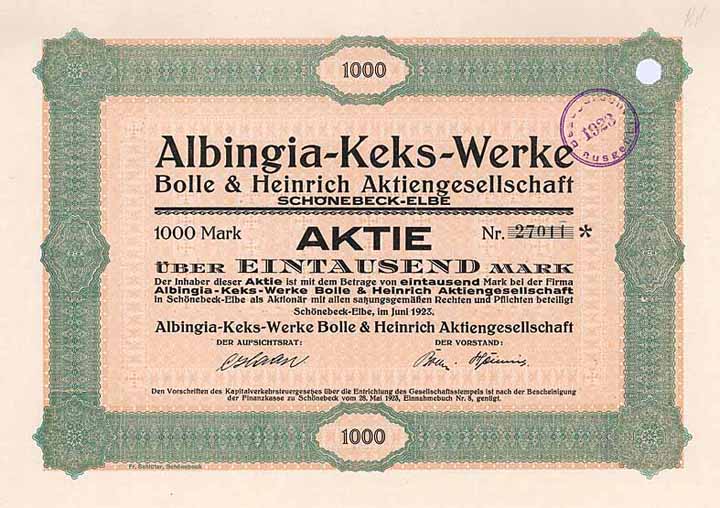 1000
Albingia-Keks-Werke
Bolle & Heinrich Aktiengesellschaft
SCHÖNEBECK-ELBE
1000 Mark AKTIE Nr. 27011 *
ÜBER EINTAUSEND MARK
Der Inhaber dieser Aktie ist mit dem Betrage von eintausend Mark bei der Firma
Albingia-Keks-Werke Bolle & Heinrich Aktiengesellschaft
in Schönebeck-Elbe als Aktionär mit allen satzungsgemäßen Rechten und Pflichten beteiligt
Schönebeck-Elbe, im Juni 1923.
Albingia-Keks-Werke Bolle & Heinrich Aktiengesellschaft
DER AUFSICHTSRAT: DER VORSTAND:
Den Vorschriften des Kapitalverkehrsteuergesetzes über die Entrichtung des Gesellschaftsstempels ist nach der Bescheinigung
der Finanzkasse zu Schönebeck vom 28. Mai 1923, Einnahmebuch Nr. 8, genügt.
1000
Fr. Schlüter, Schönebeck
1923